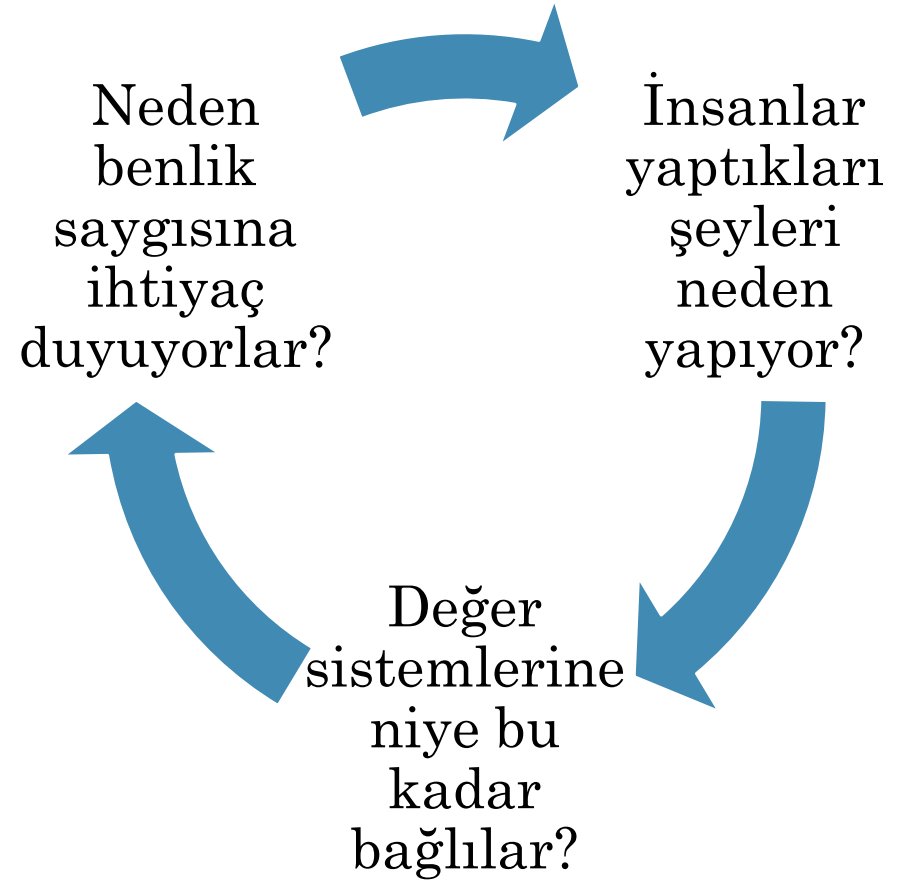 Neden
benlik
saygısına
ihtiyaç
duyuyorlar?
İnsanlar
yaptıkları
şeyleri
neden
yapıyor?
Değer
sistemlerine
niye bu
kadar
bağlılar?